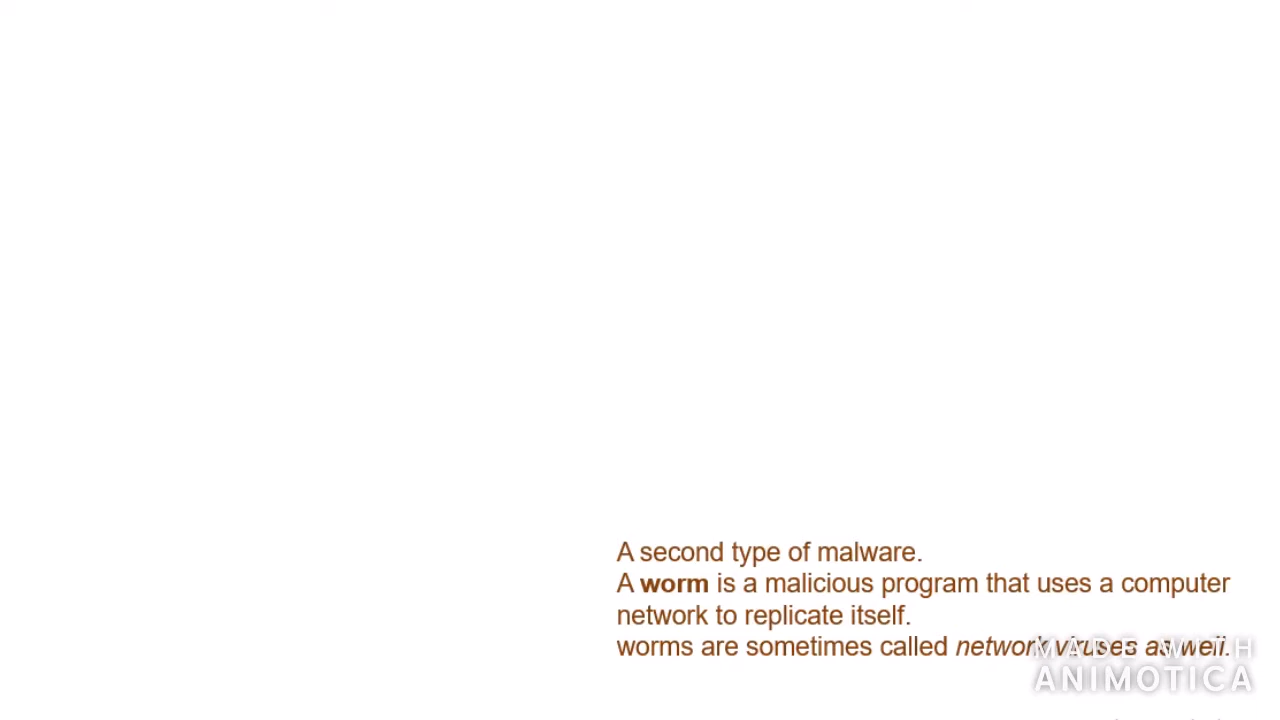 A second type of malware.
A worm is a malicious program that uses a computer
network to replicate itself.
worms are sometimes called network viruses as well.
MADE WITH
ANIMOTICA